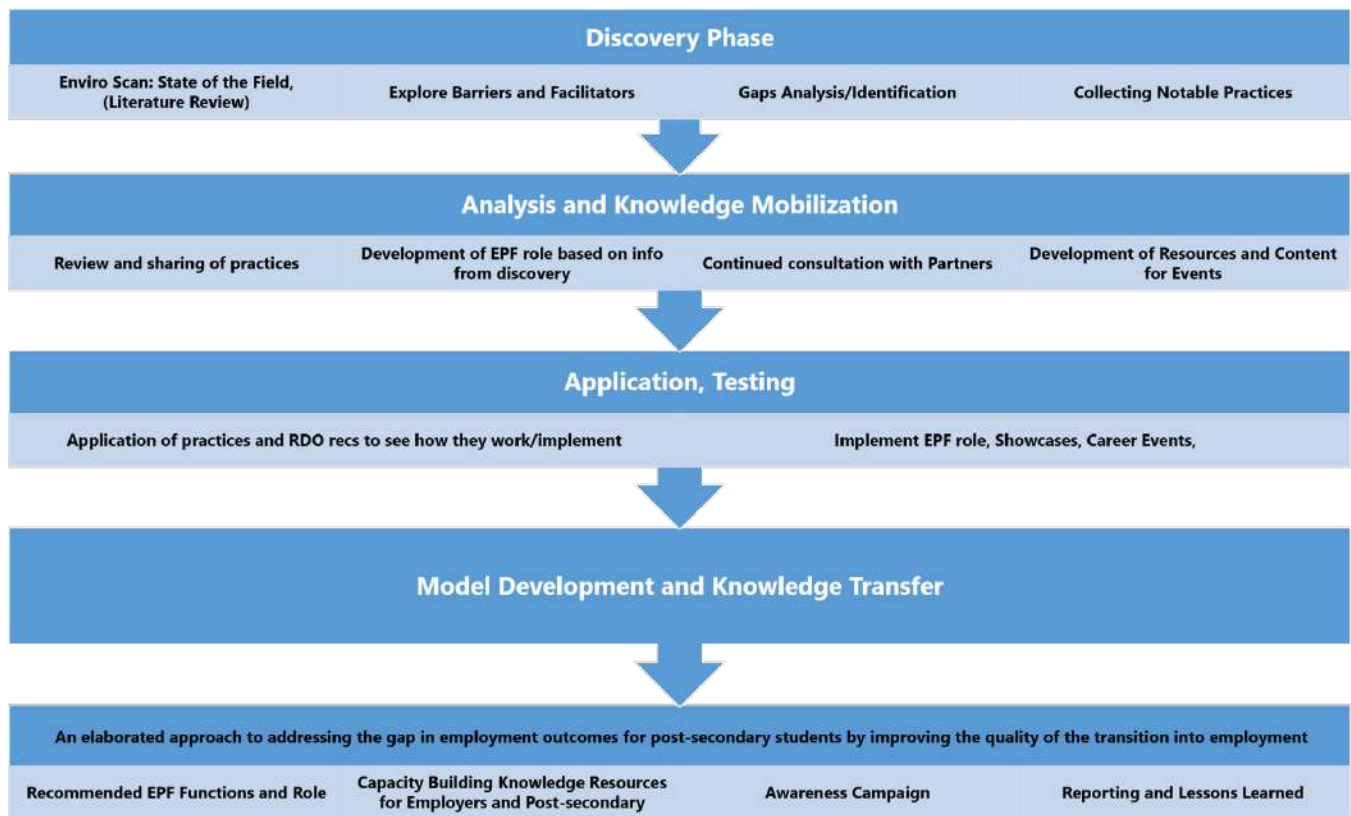 Discovery Phase
Enviro Scan: State of the Field,
(Literature Review)
Explore Barriers and Facilitators
Gaps Analysis/Identification
Collecting Notable Practices
Analysis and Knowledge Mobilization
Review and sharing of practices
Development of EPF role based on info
from discovery
Continued consultation with Partners
Development of Resources and Content
for Events
Application, Testing
Application of practices and RDO recs to see how they work/implement
Implement EPF role, Showcases, Career Events,
Model Development and Knowledge Transfer
An elaborated approach to addressing the gap in employment outcomes for post-secondary students by improving the quality of the transition into employment
Recommended EPF Functions and Role
Capacity Building Knowledge Resources
for Employers and Post-secondary
Awareness Campaign
Reporting and Lessons Learned